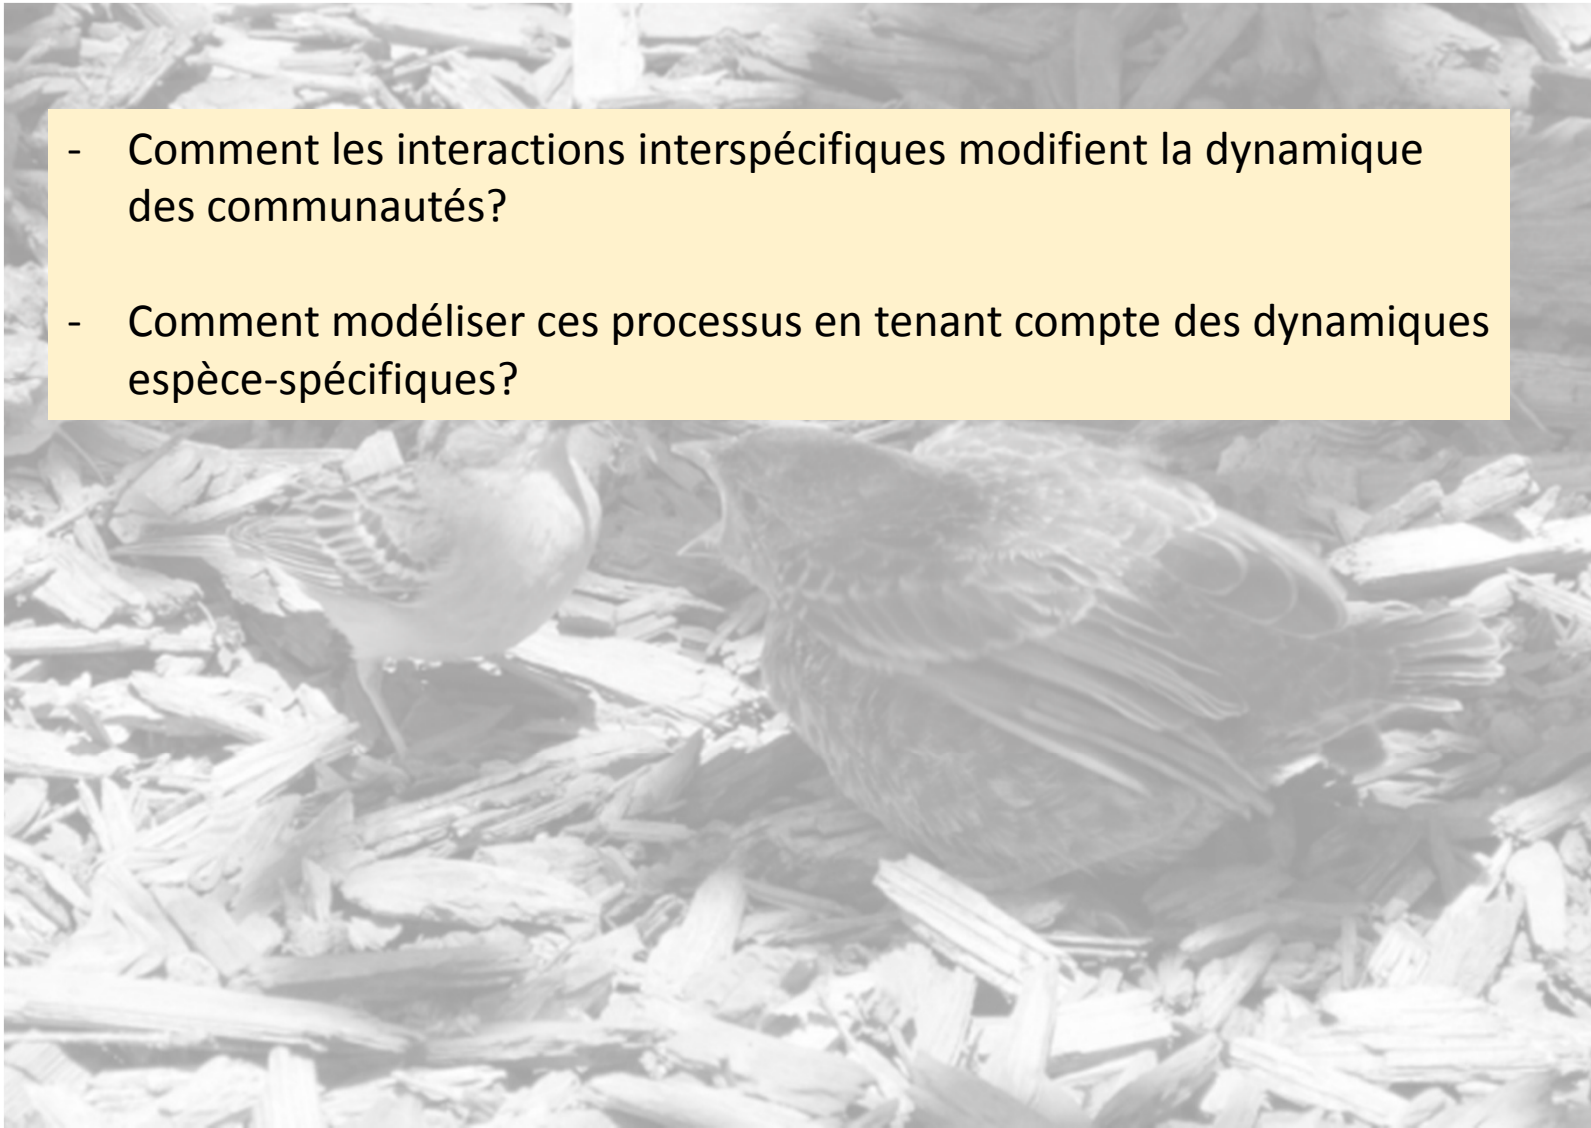 - Comment les interactions interspécifiques modifient la dynamique
des communautés?
- Comment modéliser ces processus en tenant compte des dynamiques
espèce-spécifiques?